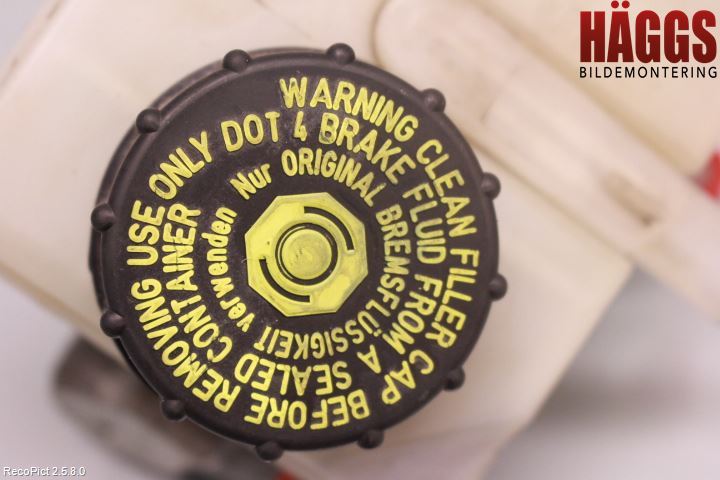 HÄGGS
BILDEMONTERING
WARNING CLEAN FILLER CAP BEFORE REMOVING USE ONLY DOT 4 BRAKE FLUID FROM A SEALED CONTAINER
Nur ORIGINAL BREMSFLÜSSIGKEIT verwenden
RecoPict 2.5.8.0